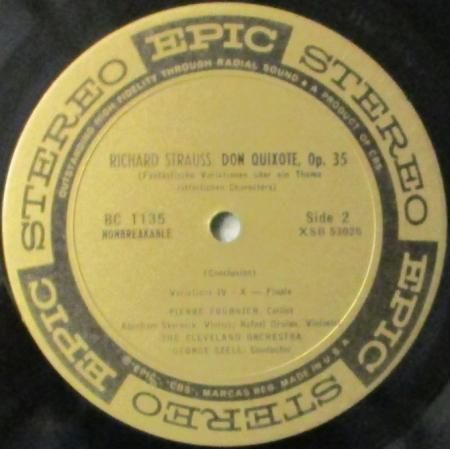 EPIC
STEREO
STEREO
OUTSTANDING HIGH FIDELITY THROUGH RADIAL SOUND • A PRODUCT OF CBS
RICHARD STRAUSS: DON QUIXOTE, Op. 35
(Fantastische Variationen über ein Thema
ritterlichen Charakters)
BC 1135
Side 2
NONBREAKABLE
XSB 53026
(Conclusion)
Variations IV - X — Finale
PIERRE FOURNIER, Cellist
Abraham Skernick, Violist; Rafael Druian, Violinist
THE CLEVELAND ORCHESTRA
GEORGE SZELL, Conductor
EPIC
EPIC
STEREO
® "EPIC", "CBS", MARCAS REG. MADE IN U.S.A.